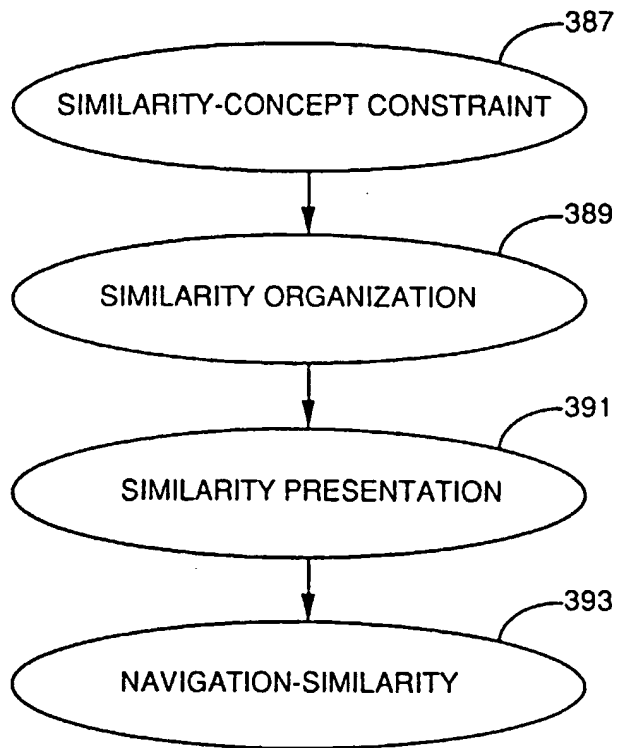 387
SIMILARITY-CONCEPT CONSTRAINT
389
SIMILARITY ORGANIZATION
391
SIMILARITY PRESENTATION
393
NAVIGATION-SIMILARITY